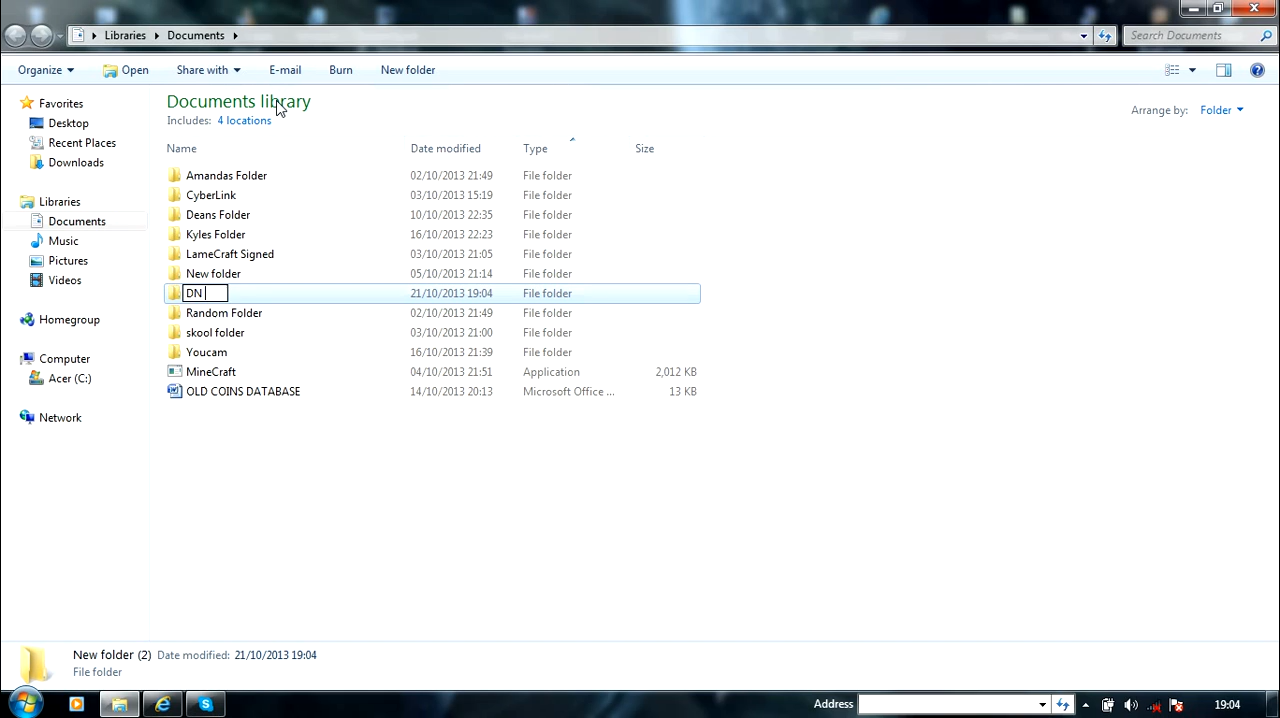 Libraries Documents
Search Documents
Organize Open Share with E-mail Burn New folder
Documents library
Includes: 4 locations
Arrange by: Folder
Name Date modified Type Size
Favorites
Desktop
Recent Places
Downloads
Libraries
Documents
Music
Pictures
Videos
Homegroup
Computer
Acer (C:)
Network
Amandas Folder 02/10/2013 21:49 File folder
CyberLink 03/10/2013 15:19 File folder
Deans Folder 10/10/2013 22:35 File folder
Kyles Folder 16/10/2013 22:23 File folder
LameCraft Signed 03/10/2013 21:05 File folder
New folder 05/10/2013 21:14 File folder
DN 21/10/2013 19:04 File folder
Random Folder 02/10/2013 21:49 File folder
skool folder 03/10/2013 21:00 File folder
Youcam 16/10/2013 21:39 File folder
MineCraft 04/10/2013 21:51 Application 2,012 KB
OLD COINS DATABASE 14/10/2013 20:13 Microsoft Office ... 13 KB
New folder (2) Date modified: 21/10/2013 19:04
File folder
Address
19:04